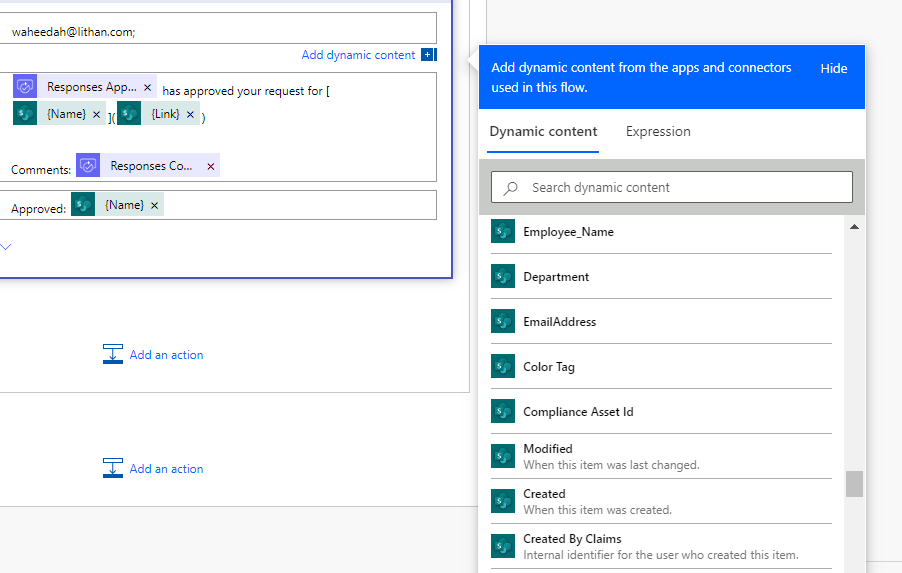 waheedah@lithan.com;
Add dynamic content
Responses App... × has approved your request for [
{Name} × ]( {Link} × )
Comments: Responses Co... ×
Approved: {Name} ×
Add an action
Add an action
Add dynamic content from the apps and connectors
used in this flow.
Hide
Dynamic content Expression
Search dynamic content
Employee_Name
Department
EmailAddress
Color Tag
Compliance Asset Id
Modified
When this item was last changed.
Created
When this item was created.
Created By Claims
Internal identifier for the user who created this item.